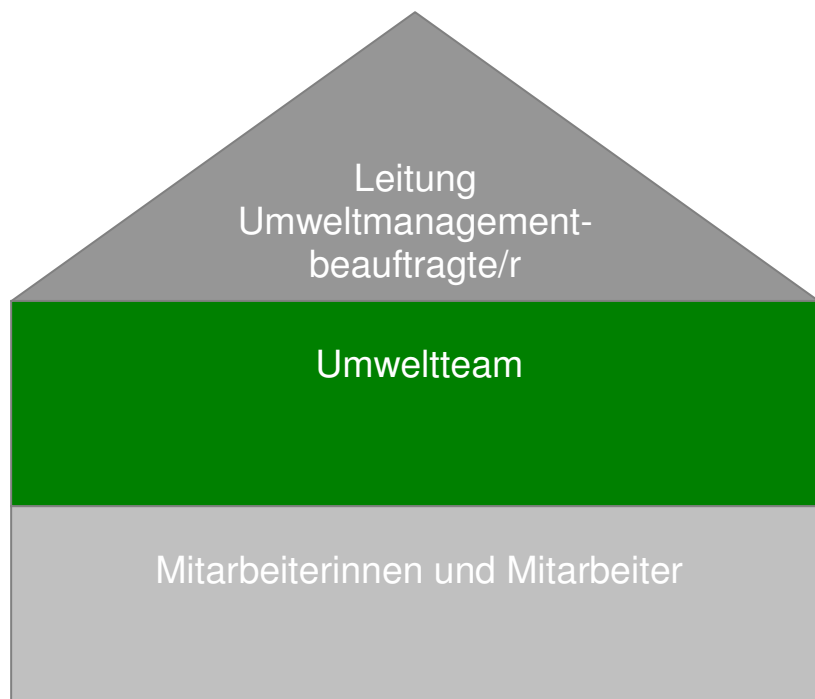 Leitung
Umweltmanagement-
beauftragte/r
Umweltteam
Mitarbeiterinnen und Mitarbeiter